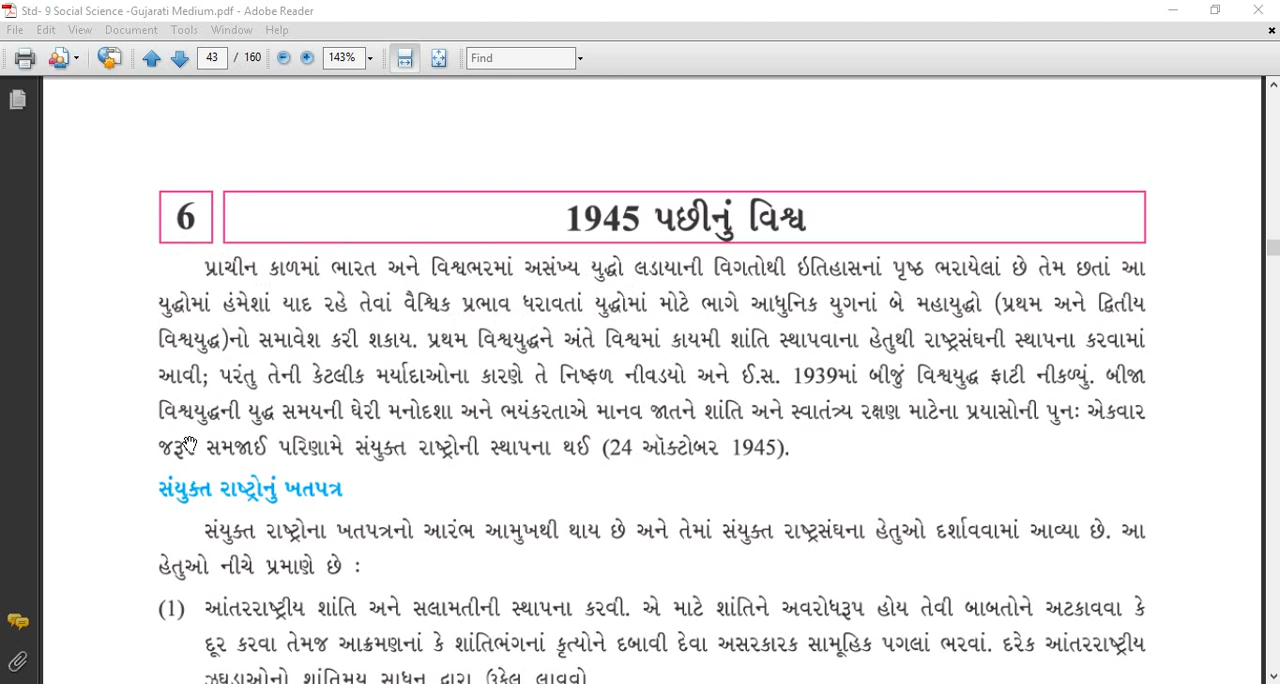 Std- 9 Social Science -Gujarati Medium.pdf - Adobe Reader
File Edit View Document Tools Window Help
43 / 160 143% Find
6 1945 પછીનું વિશ્વ
પ્રાચીન કાળમાં ભારત અને વિશ્વભરમાં અસંખ્ય યુદ્ધો લડાયાની વિગતોથી ઇતિહાસનાં પૃષ્ઠ ભરાયેલાં છે તેમ છતાં આ
યુદ્ધોમાં હંમેશાં યાદ રહે તેવાં વૈશ્વિક પ્રભાવ ધરાવતાં યુદ્ધોમાં મોટે ભાગે આધુનિક યુગનાં બે મહાયુદ્ધો (પ્રથમ અને દ્વિતીય
વિશ્વયુદ્ધ)નો સમાવેશ કરી શકાય. પ્રથમ વિશ્વયુદ્ધને અંતે વિશ્વમાં કાયમી શાંતિ સ્થાપવાના હેતુથી રાષ્ટ્રસંઘની સ્થાપના કરવામાં
આવી; પરંતુ તેની કેટલીક મર્યાદાઓના કારણે તે નિષ્ફળ નીવડયો અને ઈ.સ. 1939માં બીજું વિશ્વયુદ્ધ ફાટી નીકળ્યું. બીજા
વિશ્વયુદ્ધની યુદ્ધ સમયની ઘેરી મનોદશા અને ભયંકરતાએ માનવ જાતને શાંતિ અને સ્વાતંત્ર્ય રક્ષણ માટેના પ્રયાસોની પુનઃ એકવાર
સમજાઈ પરિણામે સંયુક્ત રાષ્ટ્રોની સ્થાપના થઈ (24 ઑક્ટોબર 1945).
સંયુક્ત રાષ્ટ્રોનું ખતપત્ર
સંયુક્ત રાષ્ટ્રોના ખતપત્રનો આરંભ આમુખથી થાય છે અને તેમાં સંયુક્ત રાષ્ટ્રસંઘના હેતુઓ દર્શાવવામાં આવ્યા છે. આ
હેતુઓ નીચે પ્રમાણે છે :
(1) આંતરરાષ્ટ્રીય શાંતિ અને સલામતીની સ્થાપના કરવી. એ માટે શાંતિને અવરોધરૂપ હોય તેવી બાબતોને અટકાવવા કે
દૂર કરવા તેમજ આક્રમણનાં કે શાંતિભંગનાં કૃત્યોને દબાવી દેવા અસરકારક સામૂહિક પગલાં ભરવાં. દરેક આંતરરાષ્ટ્રીય
ઝઘડાઓનો શાંતિમય સાધન દ્વારા ઉકેલ લાવવો